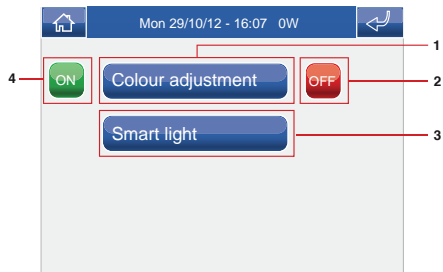 Mon 29/10/12 - 16:07 0W
1
4 ON Colour adjustment OFF 2
Smart light 3